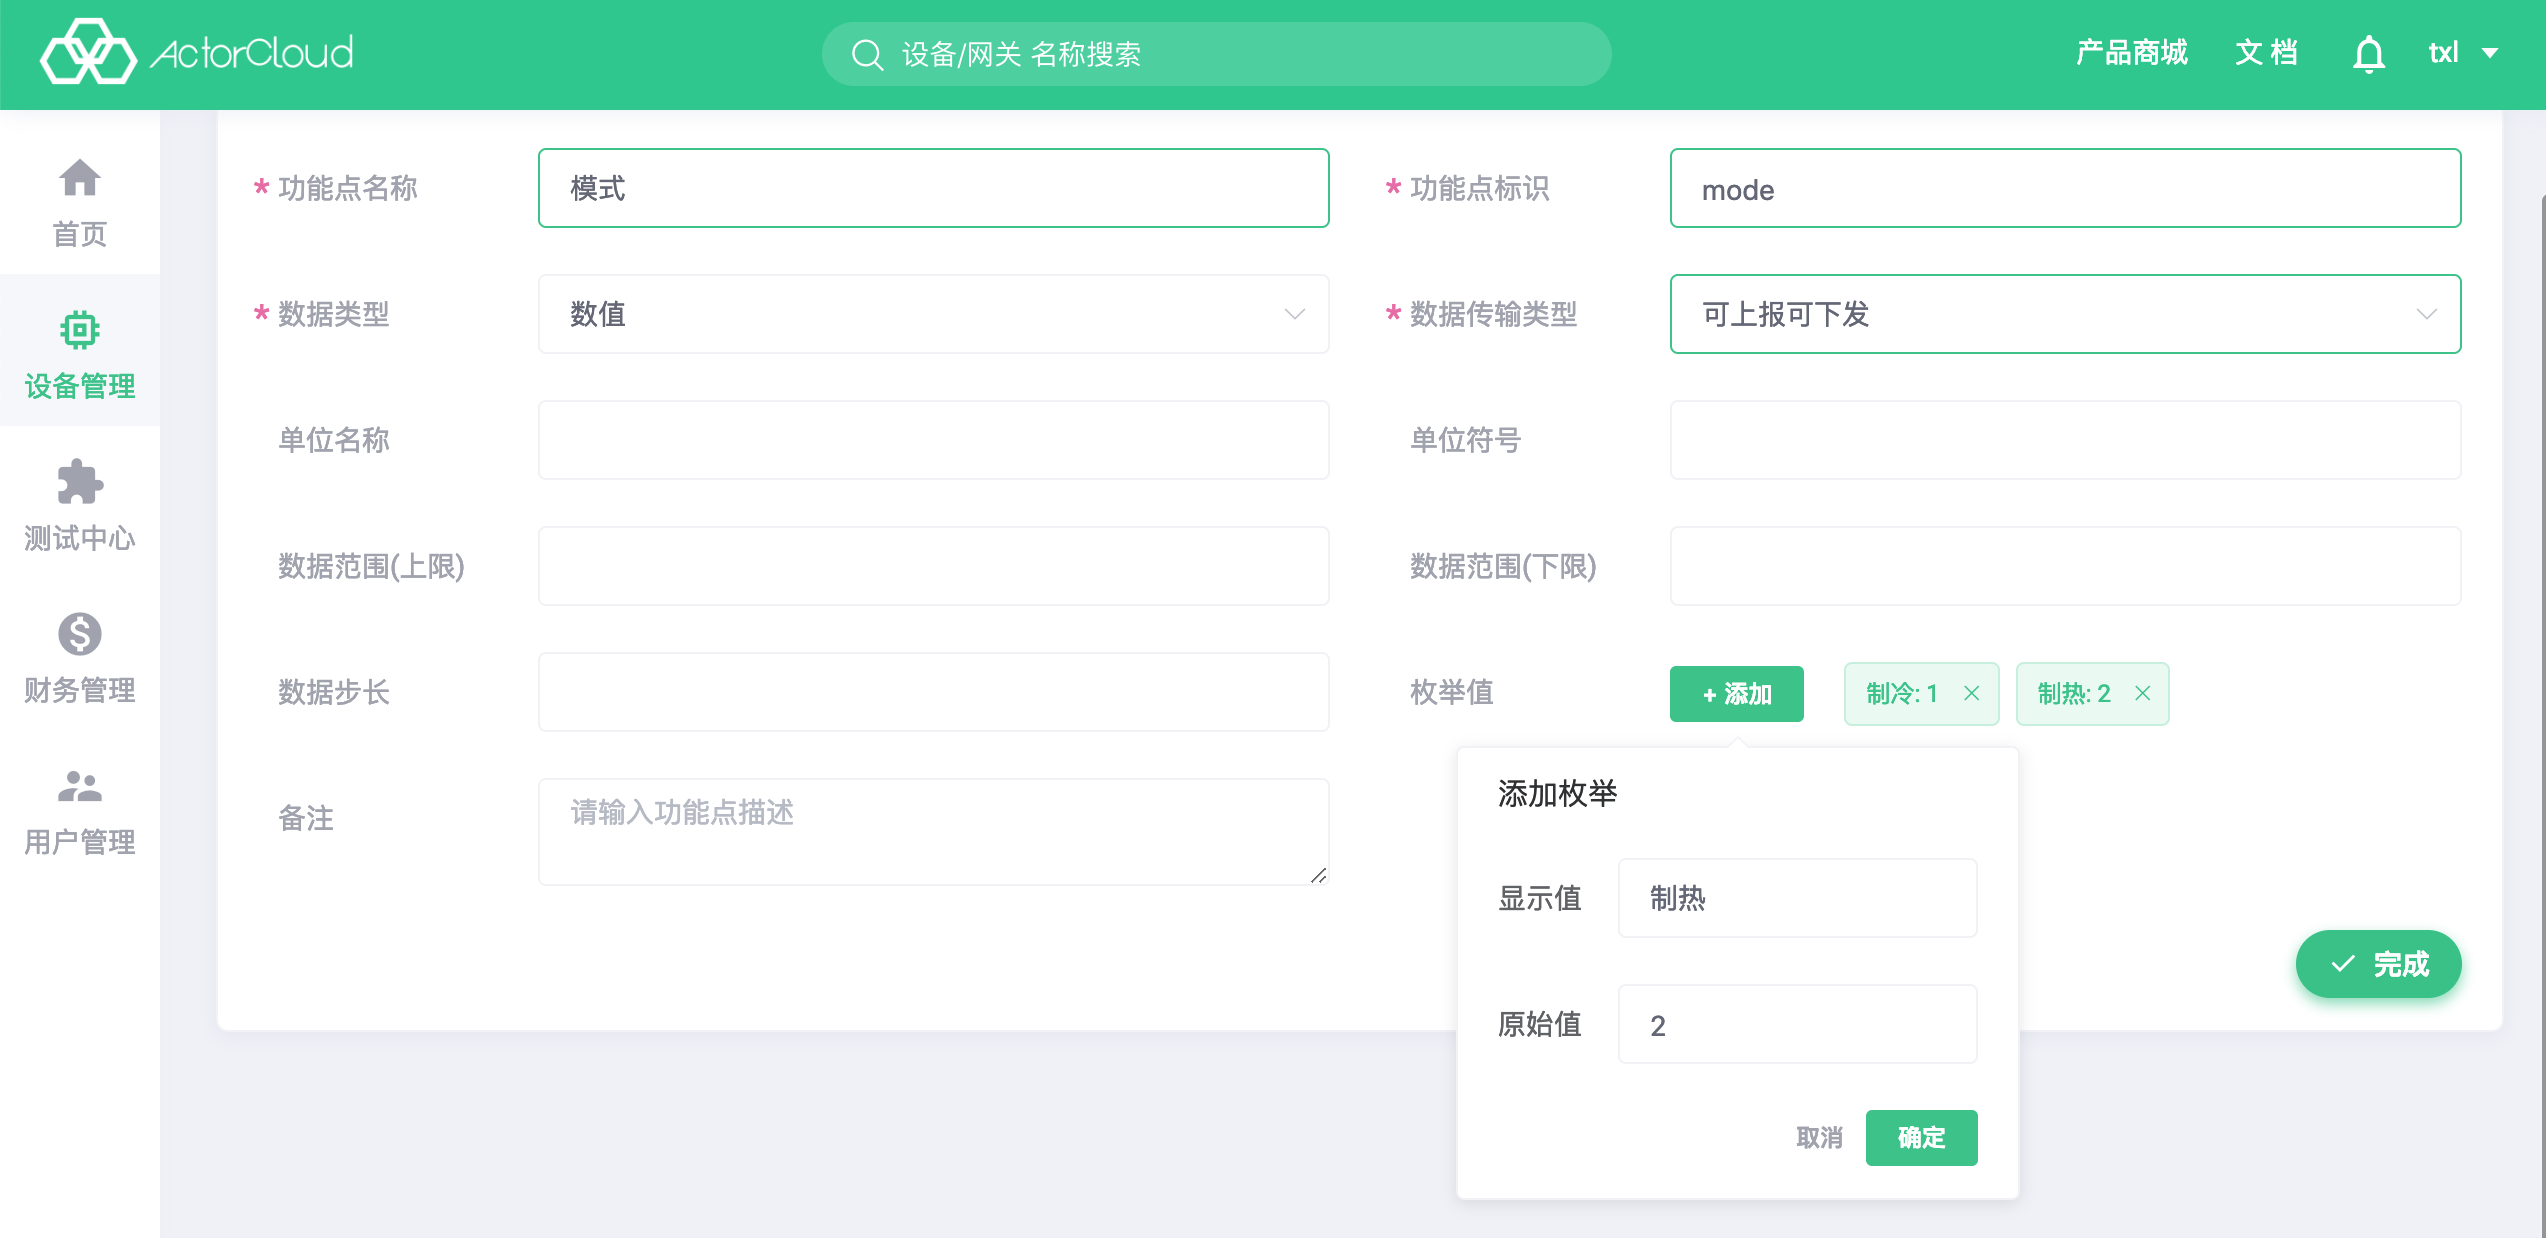 ActorCloud
设备/网关 名称搜索
产品商城
文 档
txl
首页
设备管理
测试中心
财务管理
用户管理
* 功能点名称
模式
* 功能点标识
mode
* 数据类型
数值
* 数据传输类型
可上报可下发
单位名称
单位符号
数据范围(上限)
数据范围(下限)
数据步长
枚举值
+ 添加
制冷: 1
制热: 2
备注
请输入功能点描述
添加枚举
显示值
制热
原始值
2
取消
确定
完成